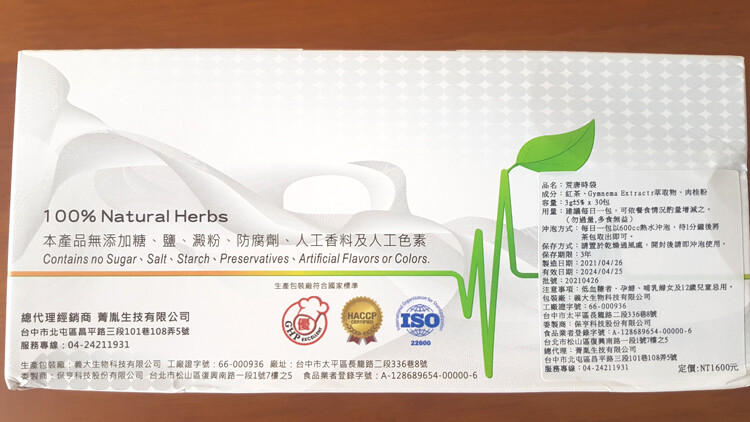 100% Natural Herbs
本產品無添加糖、鹽、澱粉、防腐劑、人工香料及人工色素
Contains no Sugar、Salt、Starch、Preservatives、Artificial Flavors or Colors.
生產包裝廠符合國家標準
優
GHP EXCELLENT
HACCP
CERTIFIED
ISO
22000
總代理經銷商 菁胤生技有限公司
台中市北屯區昌平路三段101巷108弄5號
服務專線:04-24211931
生產包裝廠:義大生物科技有限公司 工廠證字號:66-000936 廠址:台中市太平區長龍路二段336巷8號
委製商:保亨科技股份有限公司 台北市松山區復興南路一段1號7樓之5 食品業者登錄字號:A-128689654-00000-6
品名:荒唐時袋
成分:紅茶、Gymnema Extractr萃取物、肉桂粉
容量:3g±5% x 30包
用量:建議每日一包,可依餐食情況酌量增減之。
(勿過量,多食無益)
沖泡方式:每日一包以600cc熱水沖泡,待1分鐘後將
茶包取出即可。
保存方式:請置於乾燥通風處,開封後請即沖泡使用。
保存期限:3年
製造日期:2021/04/26
有效日期:2024/04/25
批號:20210426
注意事項:低血糖者、孕婦、哺乳婦女及12歲兒童忌用。
包裝廠:義大生物科技有限公司
工廠證字號:66-000936
台中市太平區長龍路二段336巷8號
委製商:保亨科技股份有限公司
食品業者登錄字號:A-128689654-00000-6
台北市松山區復興南路一段1號7樓之5
總代理:菁胤生技有限公司
台中市北屯區昌平路三段101巷108弄5號
服務專線:04-24211931
定價:NT1600元